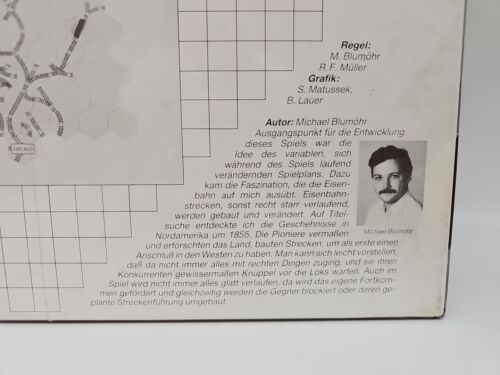 Regel:
M. Blumöhr
R.F. Müller
Grafik:
S. Matussek,
B. Lauer
Autor: Michael Blumöhr
Ausgangspunkt für die Entwicklung
dieses Spiels war die
Idee des variablen, sich
während des Spiels laufend
verändernden Spielplans. Dazu
kam die Faszination, die die Eisen-
bahn auf mich ausübt. Eisenbahn-
strecken, sonst recht starr verlaufend,
werden gebaut und verändert. Auf Titel-
suche entdeckte ich die Geschehnisse in
Nordamerika um 1855. Die Pioniere vermaßen
und erforschten das Land, bauten Strecken, um als erste einen
Anschluß in den Westen zu haben. Man kann sich leicht vorstellen,
daß da nicht immer alles mit rechten Dingen zuging, und sie ihren
Konkurrenten gewissermaßen Knüppel vor die Loks warfen. Auch im
Spiel wird nicht immer alles glatt verlaufen, da wird das eigene Fortkom-
men gefördert und gleichzeitig werden die Gegner blockiert oder deren ge-
plante Streckenführung umgebaut.
Michael Blumöhr
CHICAGO